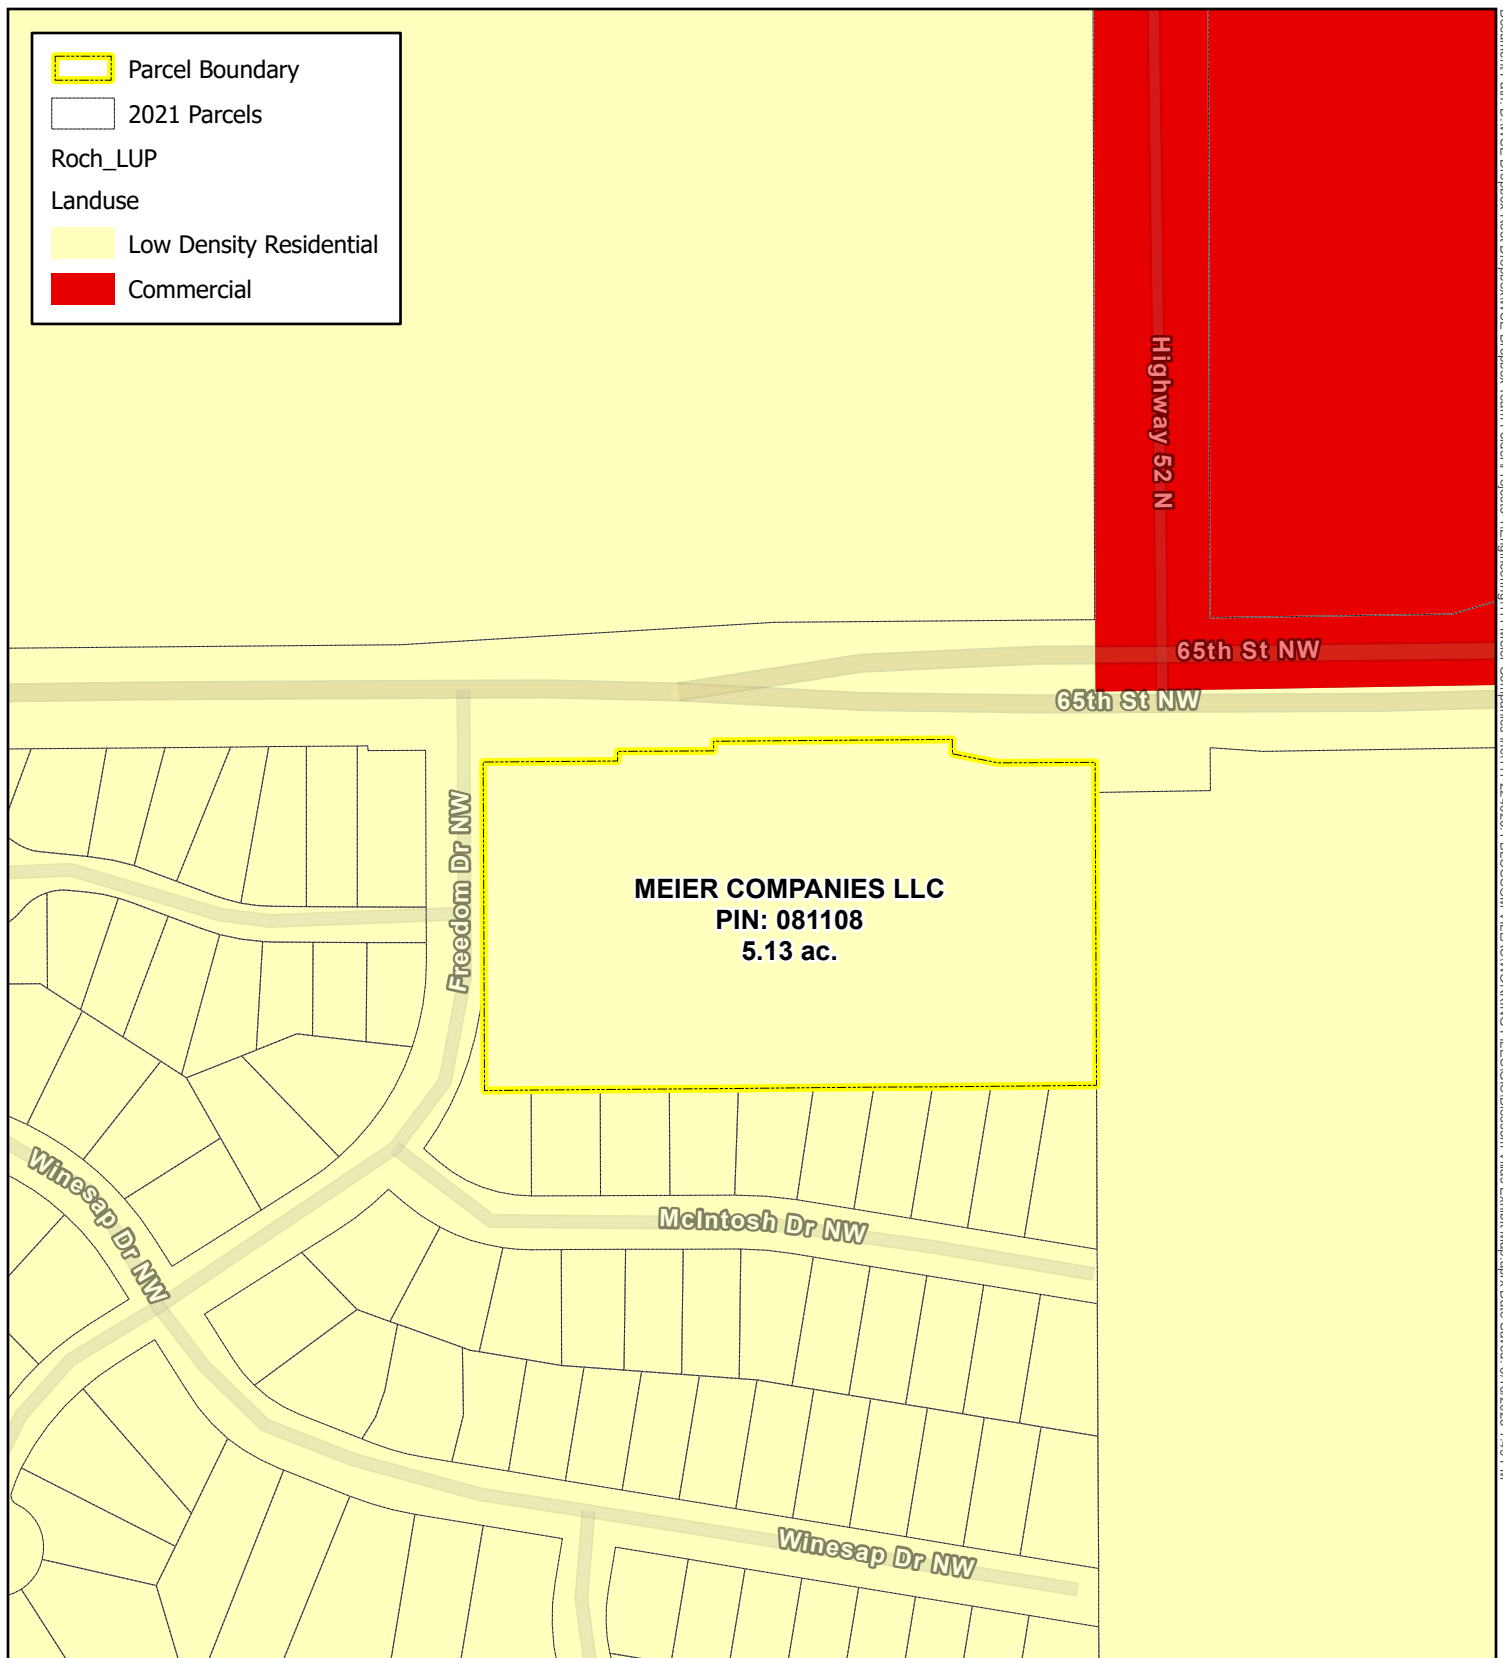 Parcel Boundary
2021 Parcels
Roch_LUP
Landuse
Low Density Residential
Commercial
Highway 52 N
65th St NW
65th St NW
Freedom Dr NW
MEIER COMPANIES LLC
PIN: 081108
5.13 ac.
Winesap Dr NW
McIntosh Dr NW
Winesap Dr NW